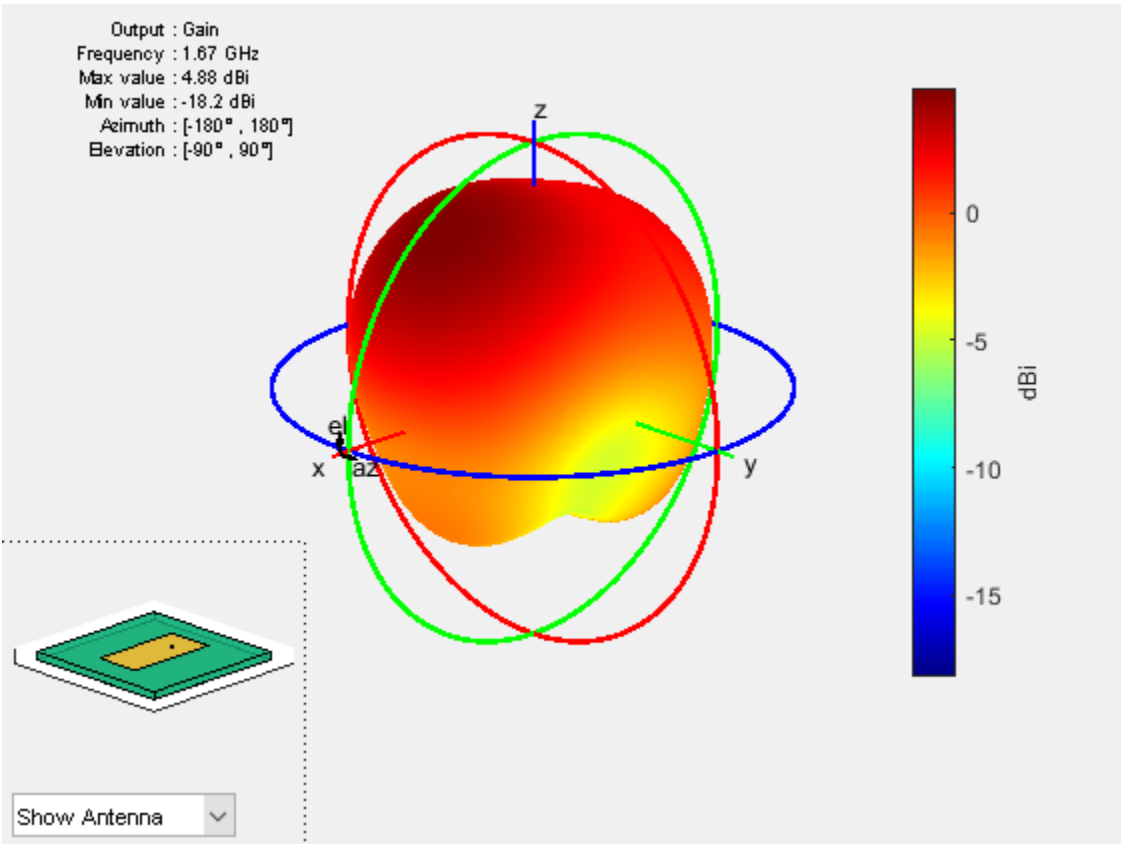 Output : Gain
Frequency : 1.67 GHz
Max value : 4.88 dBi
Min value : -18.2 dBi
Azimuth : [-180° , 180°]
Elevation : [-90° , 90°]
z
el
x
az
y
0
-5
-10
-15
dBi
Show Antenna